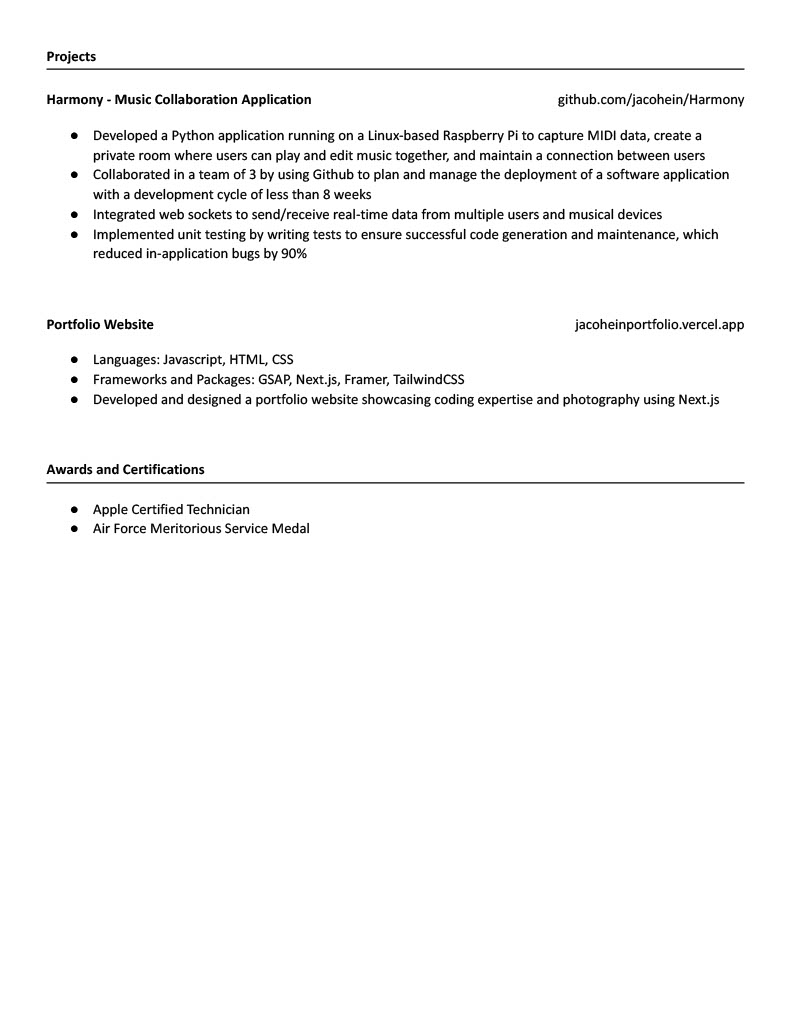 Projects
Harmony - Music Collaboration Application github.com/jacohein/Harmony
● Developed a Python application running on a Linux-based Raspberry Pi to capture MIDI data, create a
private room where users can play and edit music together, and maintain a connection between users
● Collaborated in a team of 3 by using Github to plan and manage the deployment of a software application
with a development cycle of less than 8 weeks
● Integrated web sockets to send/receive real-time data from multiple users and musical devices
● Implemented unit testing by writing tests to ensure successful code generation and maintenance, which
reduced in-application bugs by 90%
Portfolio Website jacoheinportfolio.vercel.app
● Languages: Javascript, HTML, CSS
● Frameworks and Packages: GSAP, Next.js, Framer, TailwindCSS
● Developed and designed a portfolio website showcasing coding expertise and photography using Next.js
Awards and Certifications
● Apple Certified Technician
● Air Force Meritorious Service Medal